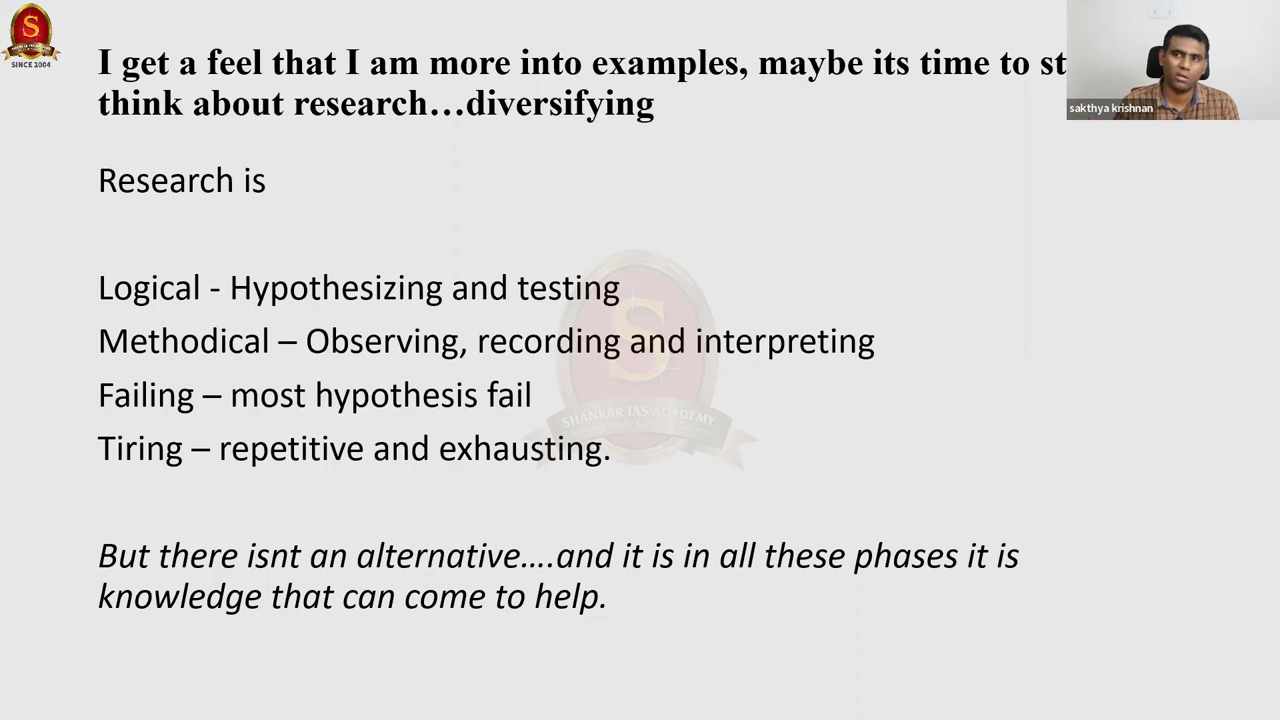 S
SINCE 2004
I get a feel that I am more into examples, maybe its time to st
think about research…diversifying
sakthya krishnan
Research is
Logical - Hypothesizing and testing
Methodical – Observing, recording and interpreting
Failing – most hypothesis fail
Tiring – repetitive and exhausting.
S
SHANKAR IAS ACADEMY
But there isnt an alternative….and it is in all these phases it is
knowledge that can come to help.